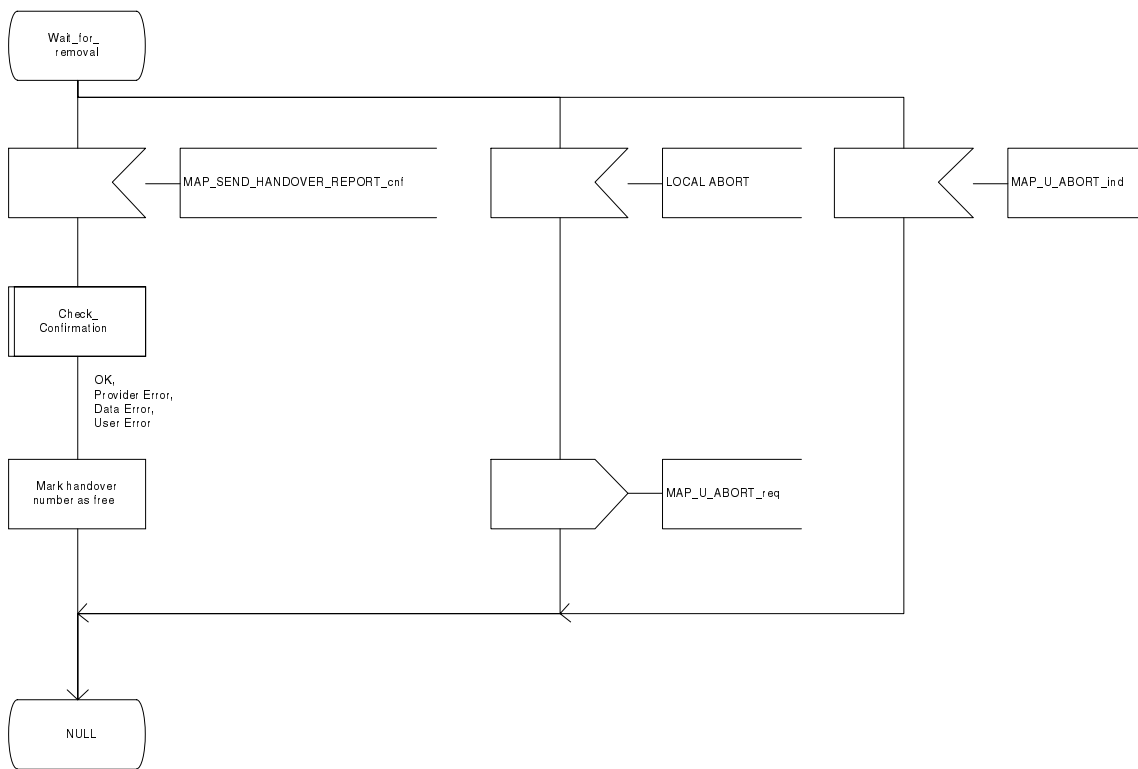 Wait_for_
removal
MAP_SEND_HANDOVER_REPORT_cnf
LOCAL ABORT
MAP_U_ABORT_ind
Check_
Confirmation
OK,
Provider Error,
Data Error,
User Error
Mark handover
number as free
MAP_U_ABORT_req
NULL